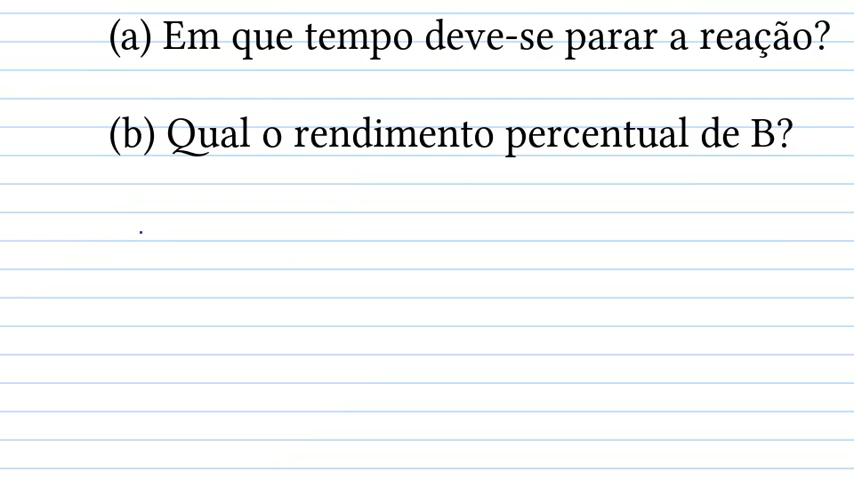 (a) Em que tempo deve-se parar a reação?
(b) Qual o rendimento percentual de B?